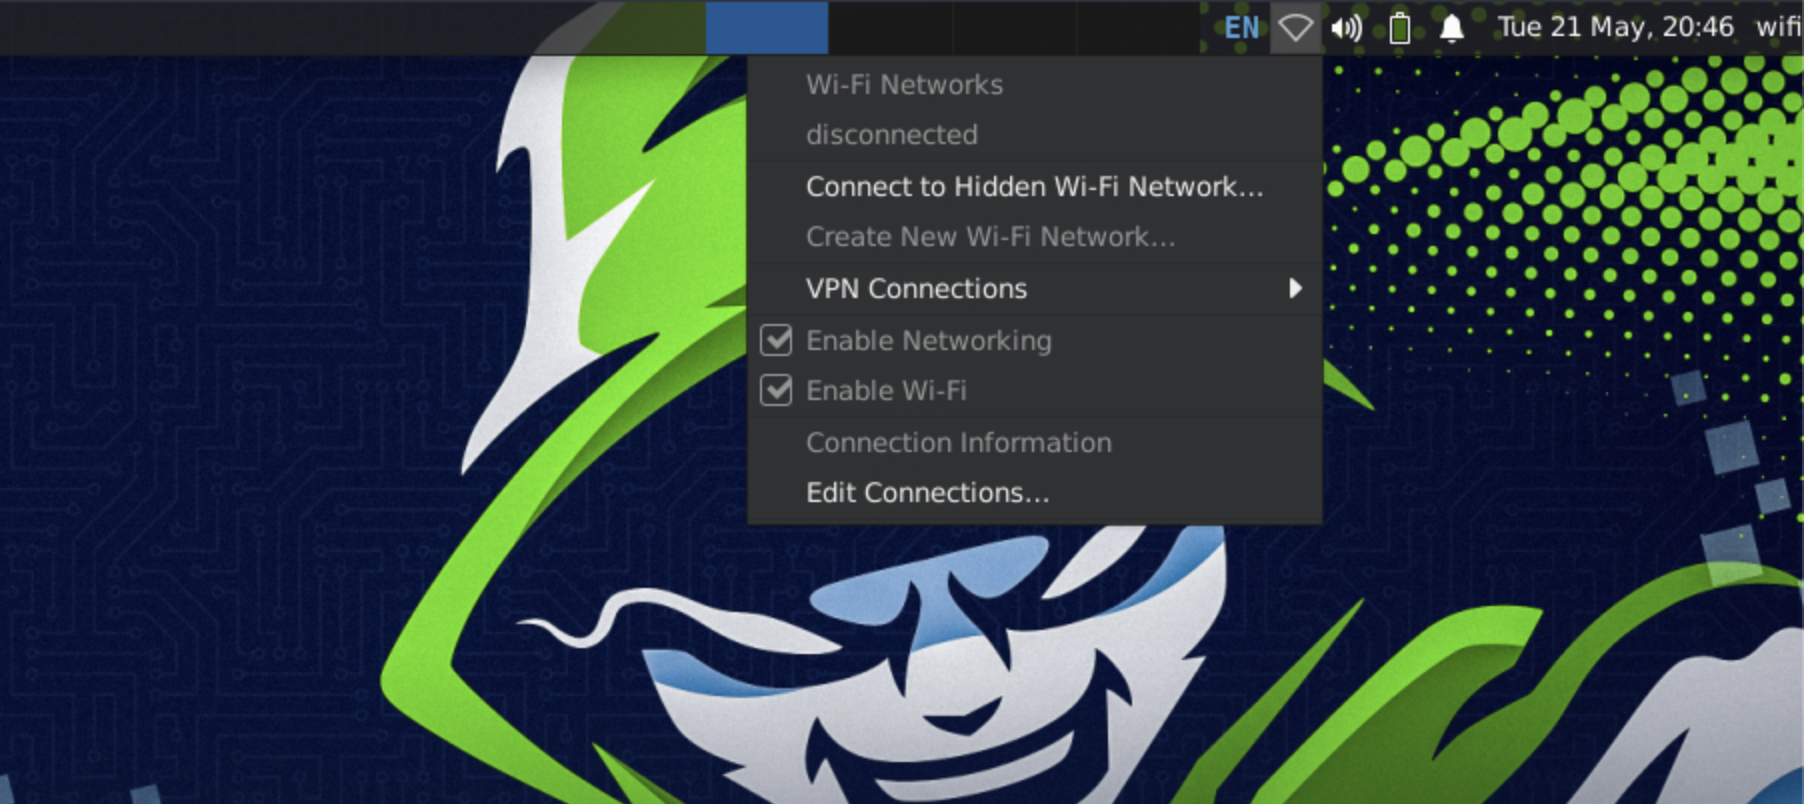 EN Tue 21 May, 20:46 wifi
Wi-Fi Networks
disconnected
Connect to Hidden Wi-Fi Network...
Create New Wi-Fi Network...
VPN Connections
Enable Networking
Enable Wi-Fi
Connection Information
Edit Connections...